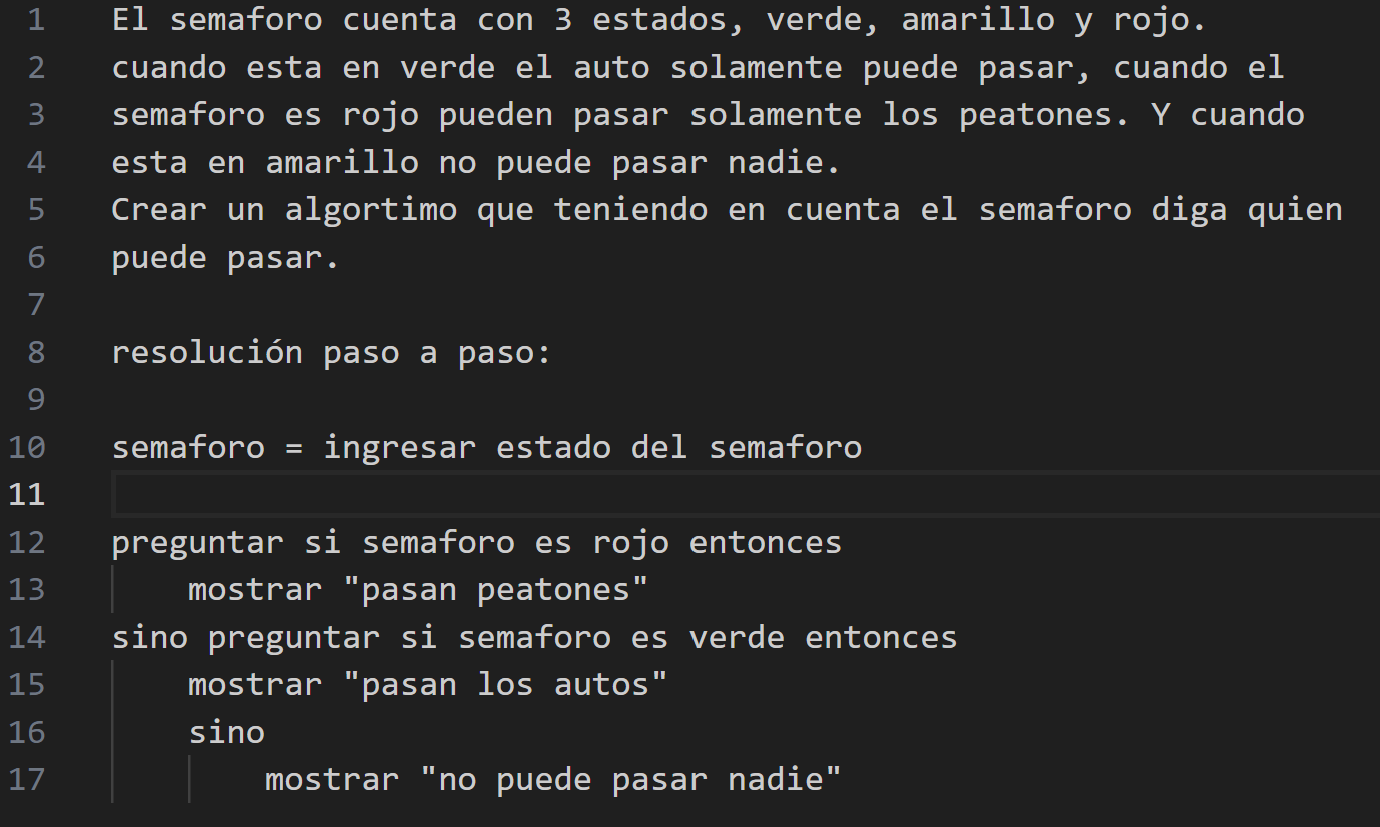 1 El semaforo cuenta con 3 estados, verde, amarillo y rojo.
2 cuando esta en verde el auto solamente puede pasar, cuando el
3 semaforo es rojo pueden pasar solamente los peatones. Y cuando
4 esta en amarillo no puede pasar nadie.
5 Crear un algortimo que teniendo en cuenta el semaforo diga quien
6 puede pasar.
7
8 resolución paso a paso:
9
10 semaforo = ingresar estado del semaforo
11
12 preguntar si semaforo es rojo entonces
13     mostrar "pasan peatones"
14 sino preguntar si semaforo es verde entonces
15     mostrar "pasan los autos"
16     sino
17         mostrar "no puede pasar nadie"